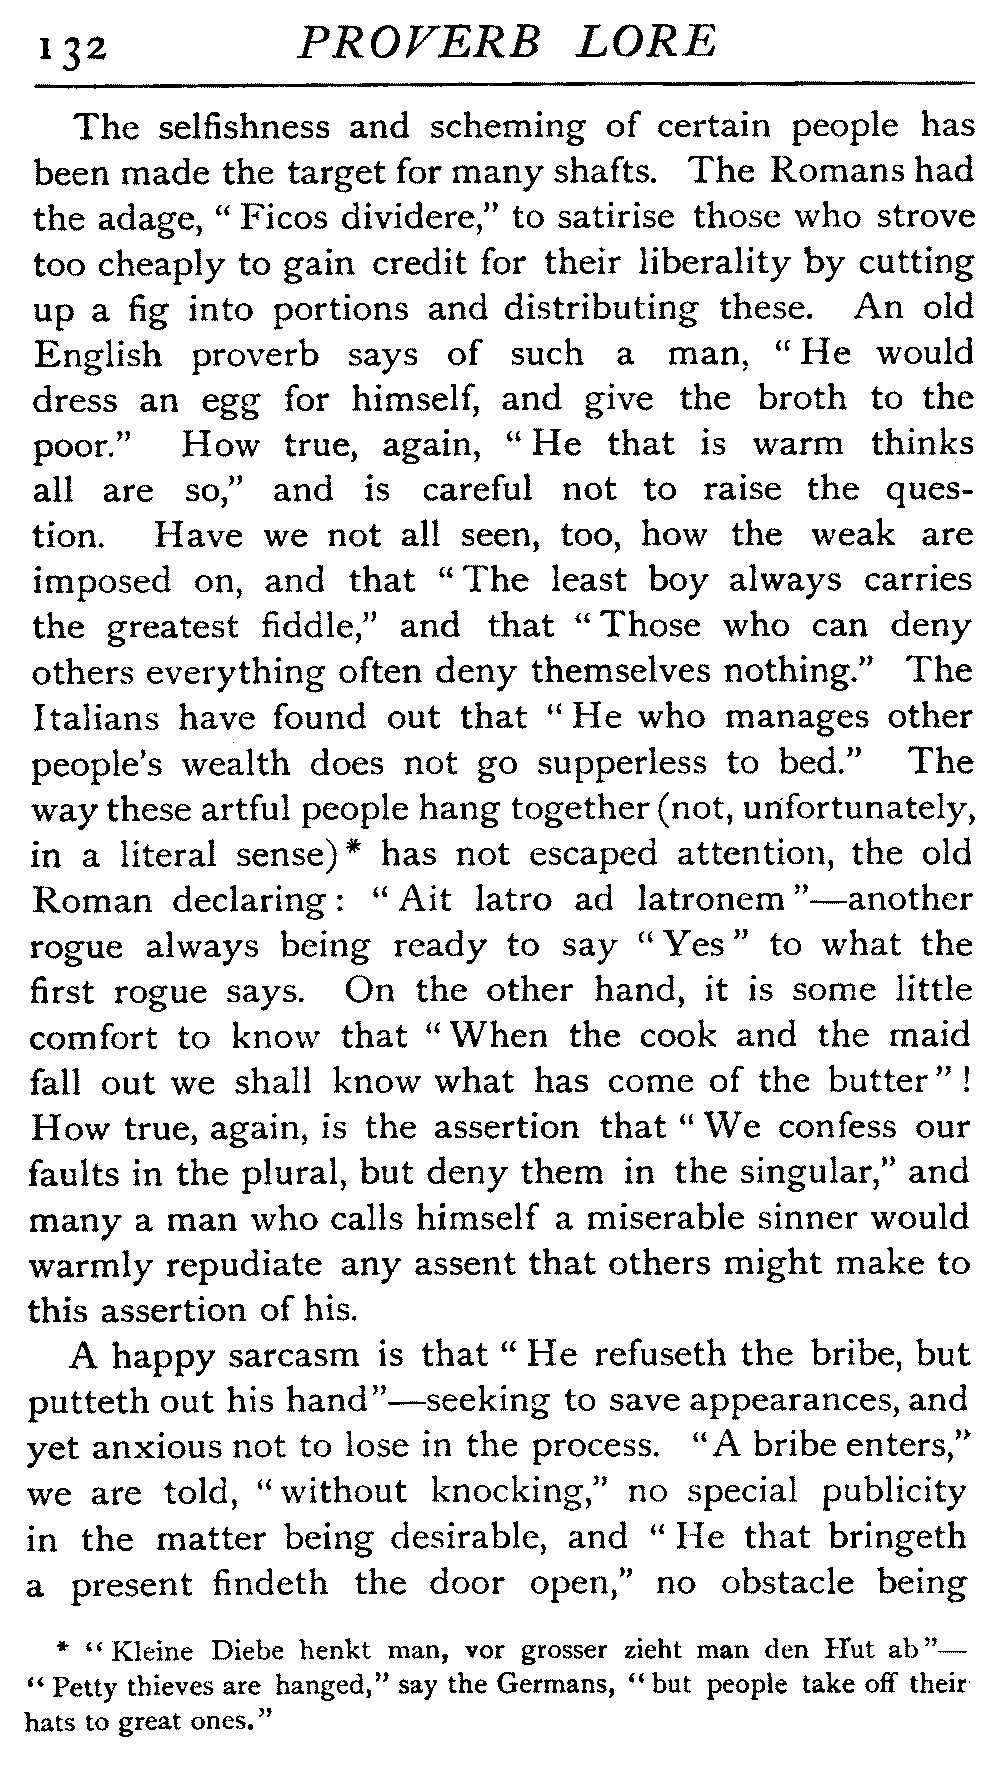 132 PROVERB LORE
The selfishness and scheming of certain people has
been made the target for many shafts. The Romans had
the adage, “Ficos dividere,” to satirise those who strove
too cheaply to gain credit for their liberality by cutting
up a fig into portions and distributing these. An old
English proverb says of such a man, “He would
dress an egg for himself, and give the broth to the
poor.” How true, again, “He that is warm thinks
all are so,” and is careful not to raise the ques-
tion. Have we not all seen, too, how the weak are
imposed on, and that “The least boy always carries
the greatest fiddle,” and that “Those who can deny
others everything often deny themselves nothing.” The
Italians have found out that “He who manages other
people’s wealth does not go supperless to bed.” The
way these artful people hang together (not, unfortunately,
in a literal sense)* has not escaped attention, the old
Roman declaring: “Ait latro ad latronem”—another
rogue always being ready to say “Yes” to what the
first rogue says. On the other hand, it is some little
comfort to know that “When the cook and the maid
fall out we shall know what has come of the butter”!
How true, again, is the assertion that “We confess our
faults in the plural, but deny them in the singular,” and
many a man who calls himself a miserable sinner would
warmly repudiate any assent that others might make to
this assertion of his.
A happy sarcasm is that “He refuseth the bribe, but
putteth out his hand”—seeking to save appearances, and
yet anxious not to lose in the process. “A bribe enters,”
we are told, “without knocking,” no special publicity
in the matter being desirable, and “He that bringeth
a present findeth the door open,” no obstacle being
* “Kleine Diebe henkt man, vor grosser zieht man den Hut ab”—
“Petty thieves are hanged,” say the Germans, “but people take off their
hats to great ones.”